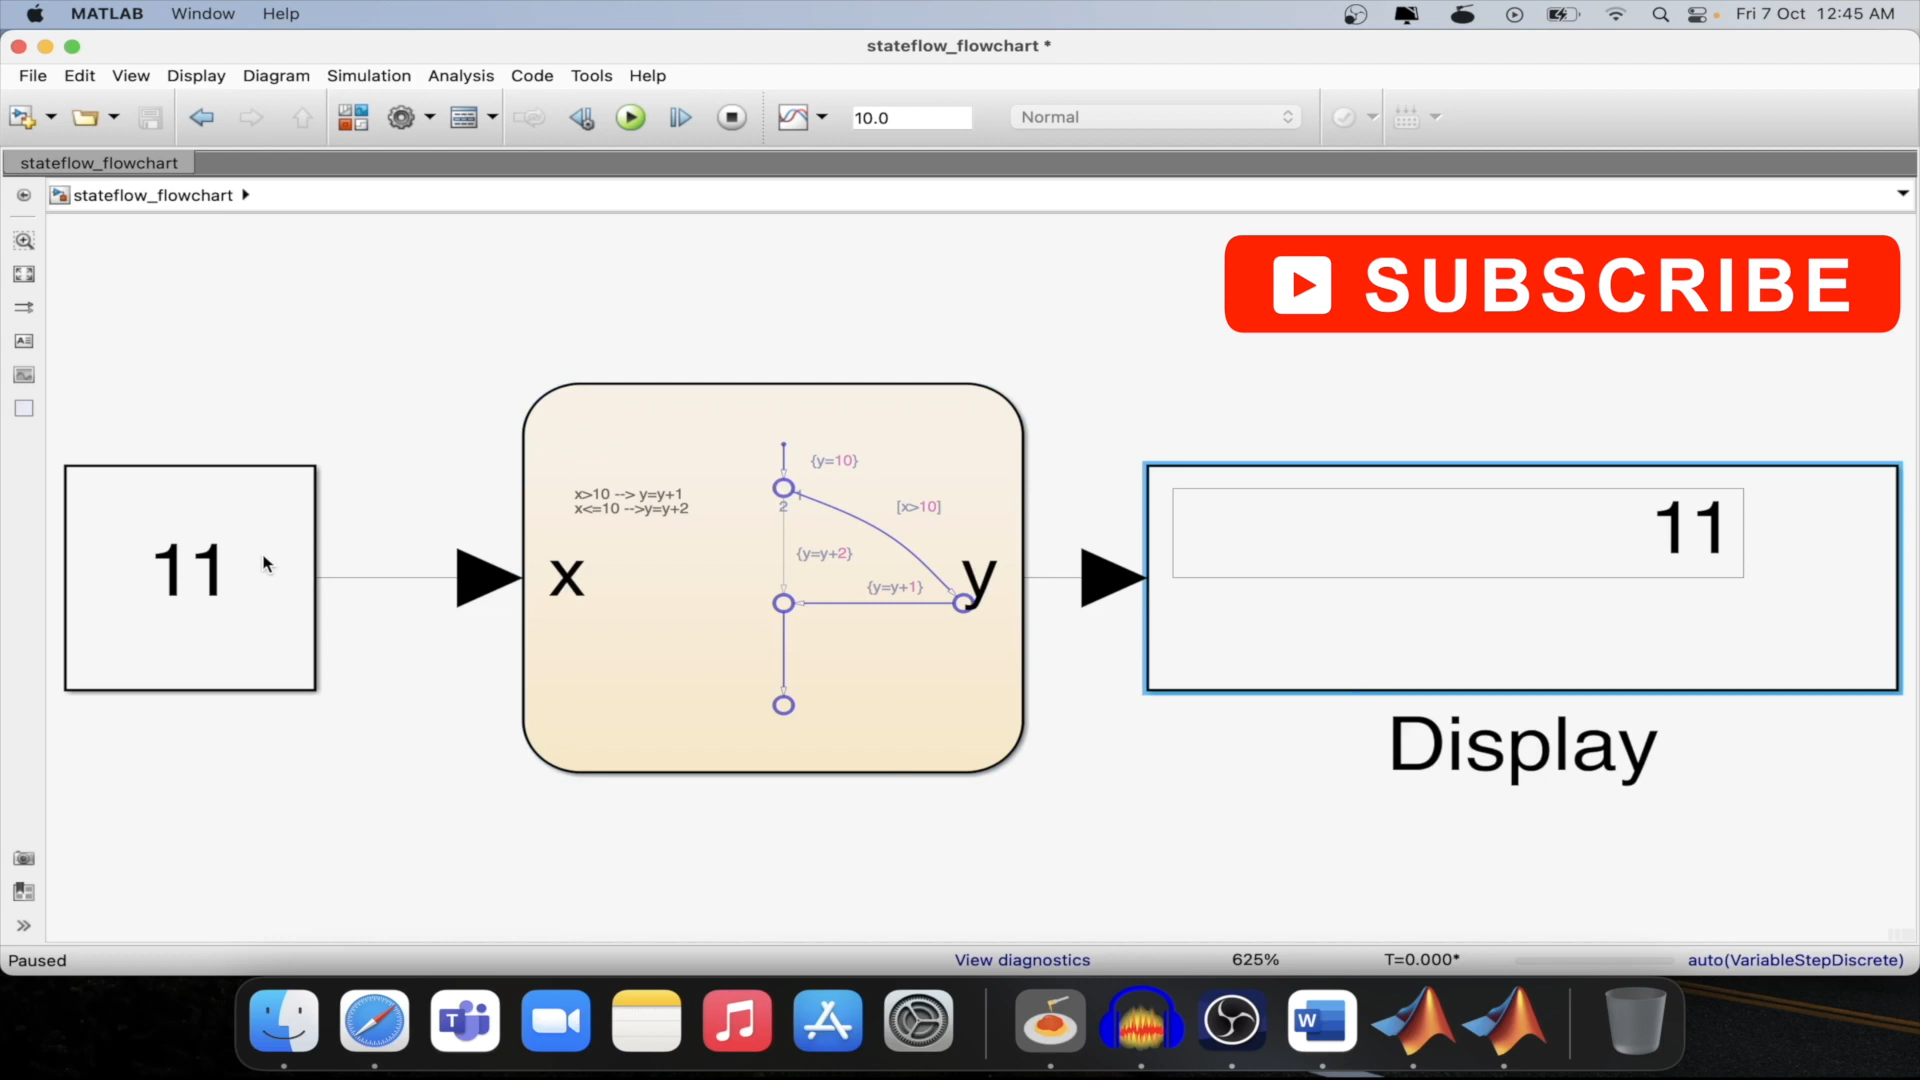 MATLAB Window Help Fri 7 Oct 12:45 AM
stateflow_flowchart *
File Edit View Display Diagram Simulation Analysis Code Tools Help
10.0 Normal
stateflow_flowchart
stateflow_flowchart
SUBSCRIBE
{y=10}
x>10 --> y=y+1
x<=10 -->y=y+2
1
2
[x>10]
{y=y+2}
{y=y+1}
11
x
y
11
Display
Paused View diagnostics 625% T=0.000* auto(VariableStepDiscrete)
T
W